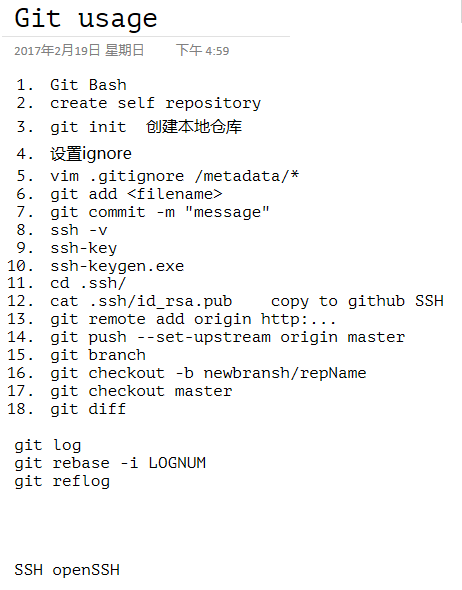 Git usage
2017年2月19日 星期日 下午 4:59
1. Git Bash
2. create self repository
3. git init 创建本地仓库
4. 设置ignore
5. vim .gitignore /metadata/*
6. git add <filename>
7. git commit -m "message"
8. ssh -v
9. ssh-key
10. ssh-keygen.exe
11. cd .ssh/
12. cat .ssh/id_rsa.pub copy to github SSH
13. git remote add origin http:...
14. git push --set-upstream origin master
15. git branch
16. git checkout -b newbransh/repName
17. git checkout master
18. git diff
git log
git rebase -i LOGNUM
git reflog
SSH openSSH